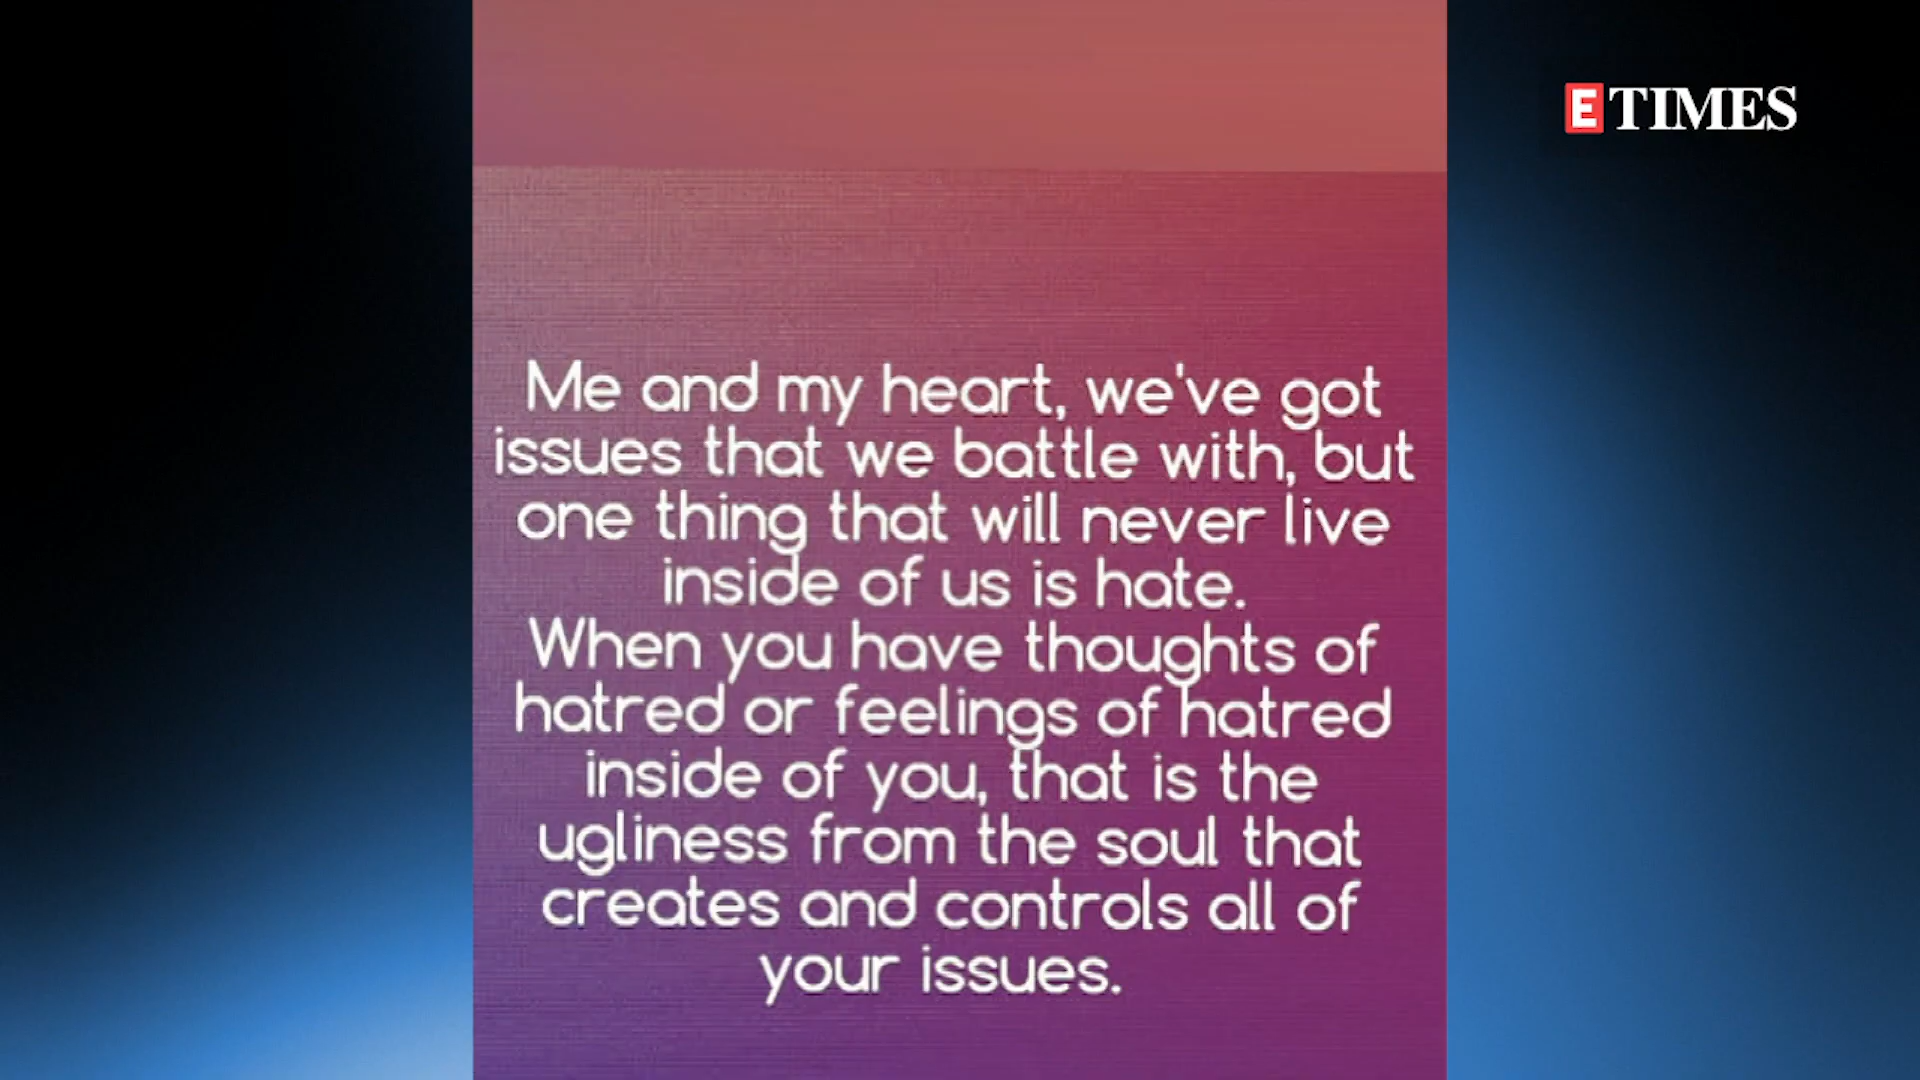 E TIMES
Me and my heart, we've got
issues that we battle with, but
one thing that will never live
inside of us is hate.
When you have thoughts of
hatred or feelings of hatred
inside of you, that is the
ugliness from the soul that
creates and controls all of
your issues.